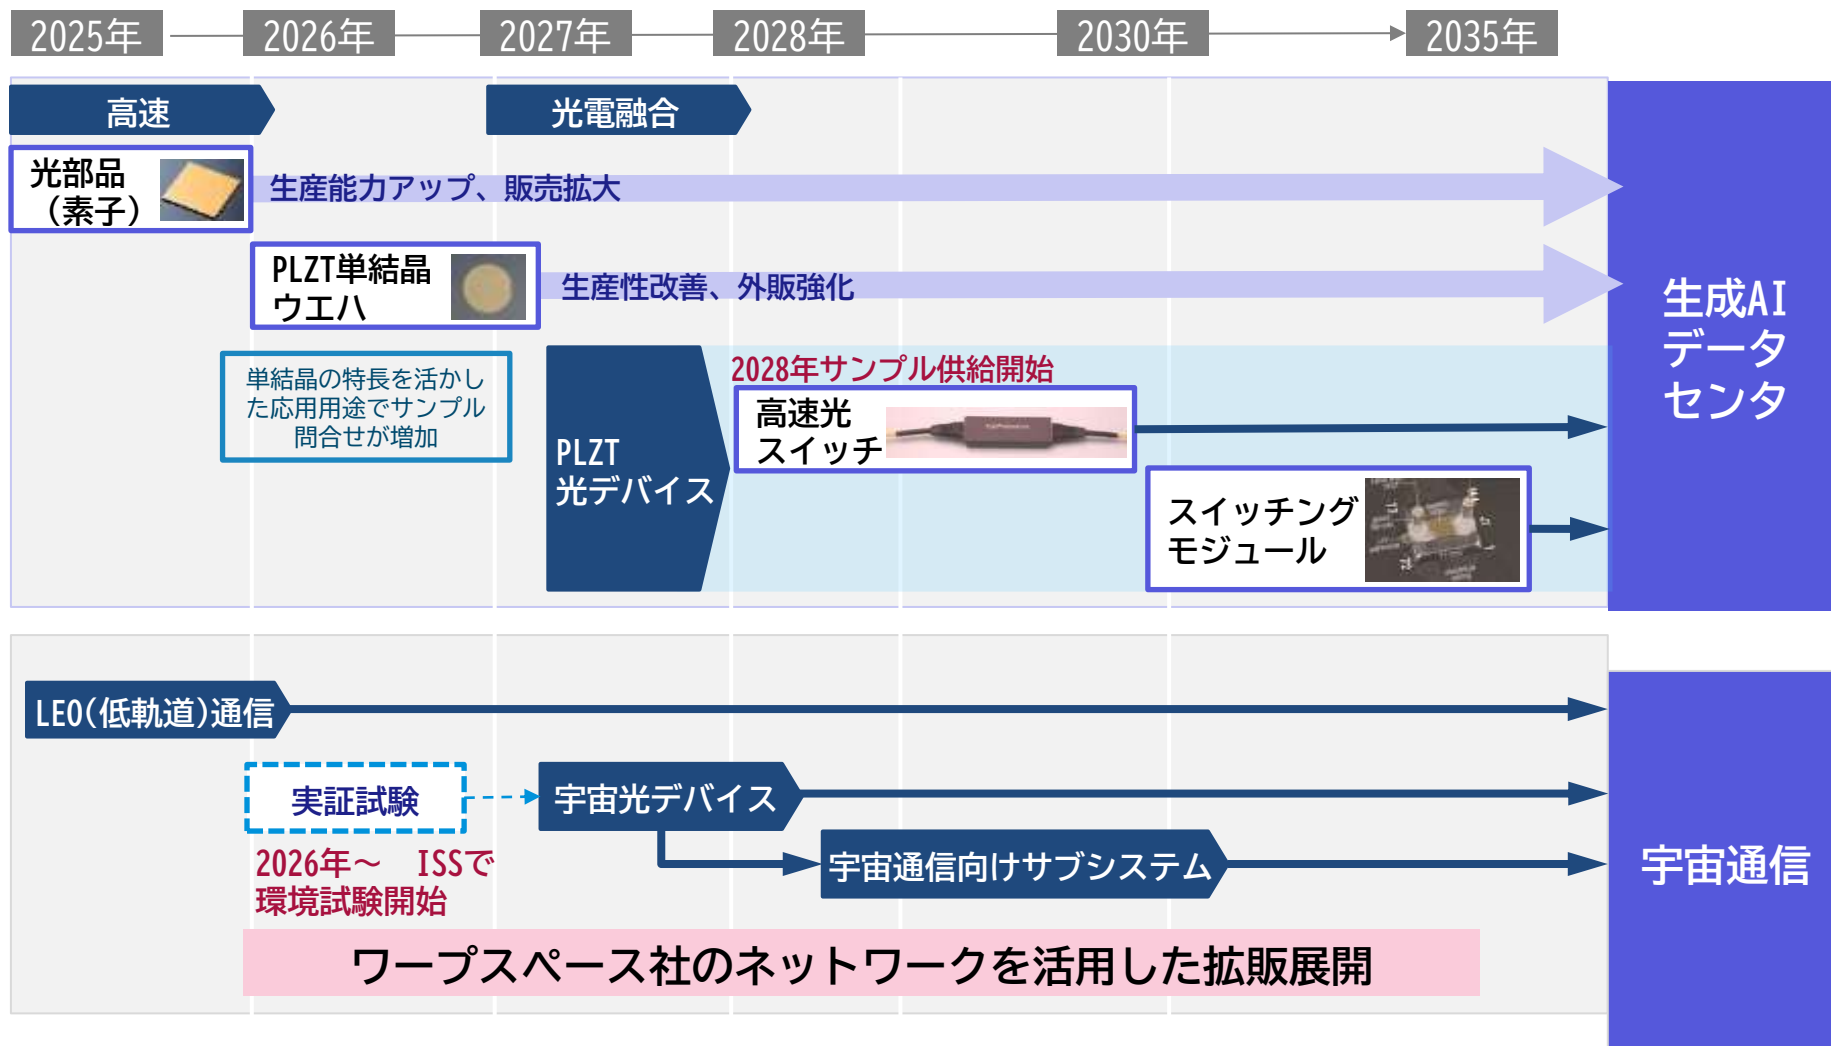 2025年
2026年
2027年
2028年
2030年
2035年
高速
光電融合
光部品
（素子）
生産能力アップ、販売拡大
PLZT単結晶
ウエハ
生産性改善、外販強化
単結晶の特長を活かし
た応用用途でサンプル
問合せが増加
PLZT
光デバイス
2028年サンプル供給開始
高速光
スイッチ
スイッチング
モジュール
生成AI
データ
センタ
LEO(低軌道)通信
実証試験
2026年～　ISSで
環境試験開始
宇宙光デバイス
宇宙通信向けサブシステム
宇宙通信
ワープスペース社のネットワークを活用した拡販展開